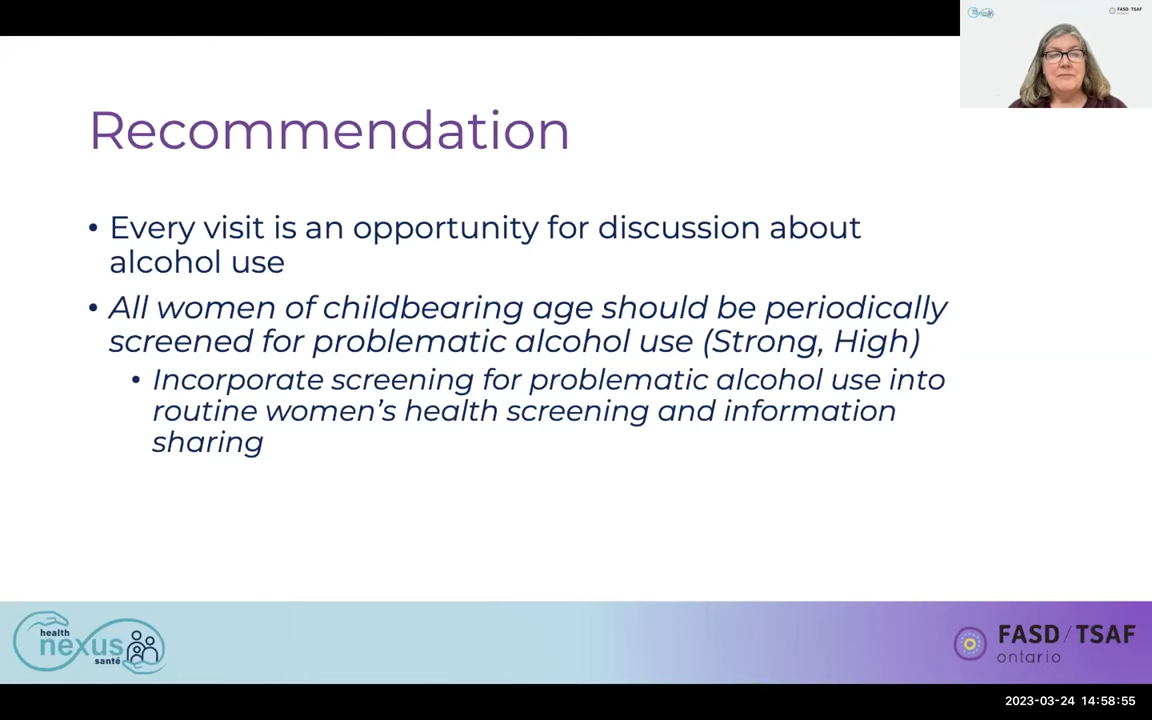 FASD / TSAF
Recommendation
• Every visit is an opportunity for discussion about
alcohol use
• All women of childbearing age should be periodically
screened for problematic alcohol use (Strong, High)
• Incorporate screening for problematic alcohol use into
routine women's health screening and information
sharing
health
nexus
santé
FASD / TSAF
ontario
2023-03-24 14:58:55